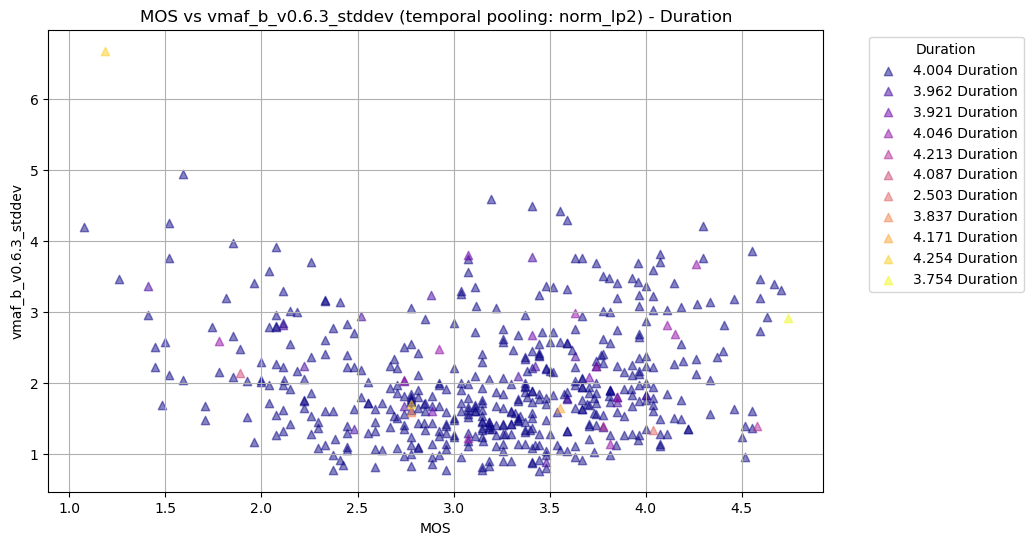 MOS vs vmaf_b_v0.6.3_stddev (temporal pooling: norm_lp2) - Duration
vmaf_b_v0.6.3_stddev
6
5
4
3
2
1
1.0 1.5 2.0 2.5 3.0 3.5 4.0 4.5
MOS
Duration
4.004 Duration
3.962 Duration
3.921 Duration
4.046 Duration
4.213 Duration
4.087 Duration
2.503 Duration
3.837 Duration
4.171 Duration
4.254 Duration
3.754 Duration